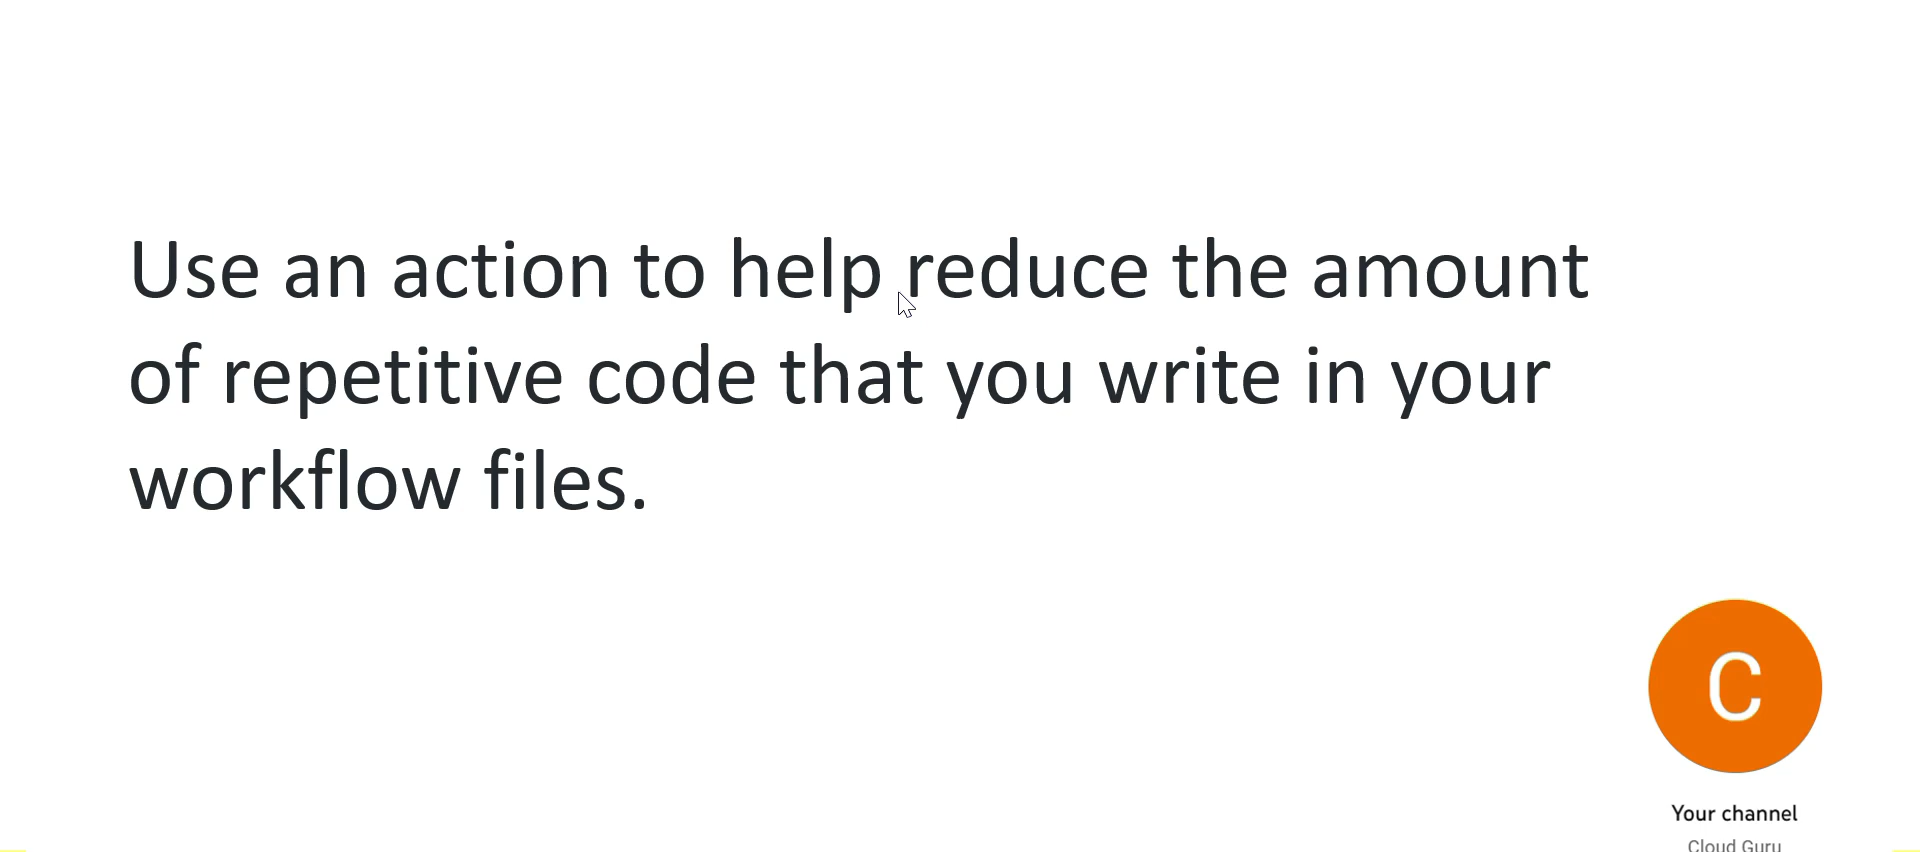 Use an action to help reduce the amount
of repetitive code that you write in your
workflow files.
C
Your channel
Cloud Guru